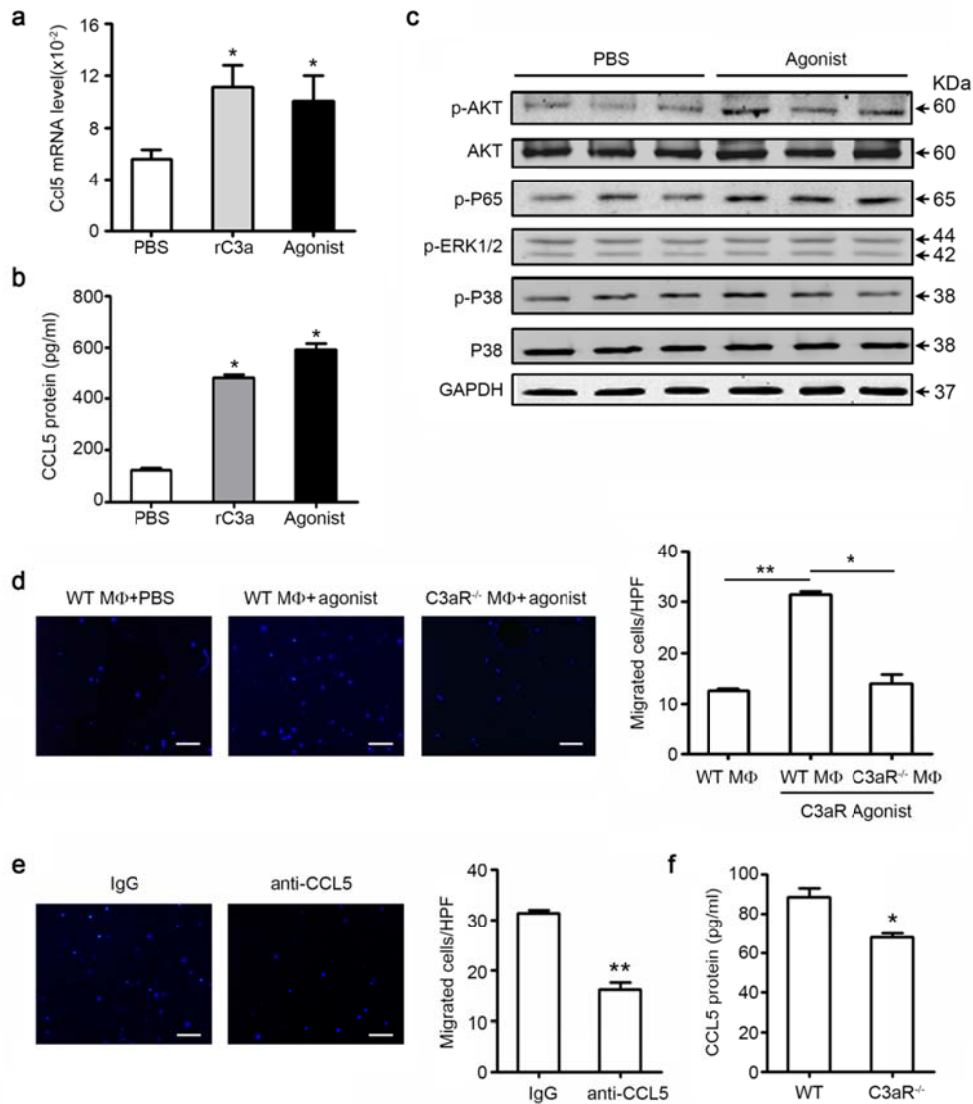 a
Ccl5 mRNA level(x10⁻²)
16
12
8
4
0
*
*
PBS rC3a Agonist
b
CCL5 protein (pg/ml)
800
600
400
200
0
*
*
PBS rC3a Agonist
c
PBS Agonist
KDa
p-AKT 60
AKT 60
p-P65 65
p-ERK1/2 44
42
p-P38 38
P38 38
GAPDH 37
d
WT MΦ+PBS WT MΦ+agonist C3aR⁻/⁻ MΦ+agonist
Migrated cells/HPF
40
30
20
10
0
** *
WT MΦ WT MΦ C3aR⁻/⁻ MΦ
C3aR Agonist
e
IgG anti-CCL5
Migrated cells/HPF
40
30
20
10
0
**
IgG anti-CCL5
f
CCL5 protein (pg/ml)
100
80
60
40
20
0
*
WT C3aR⁻/⁻